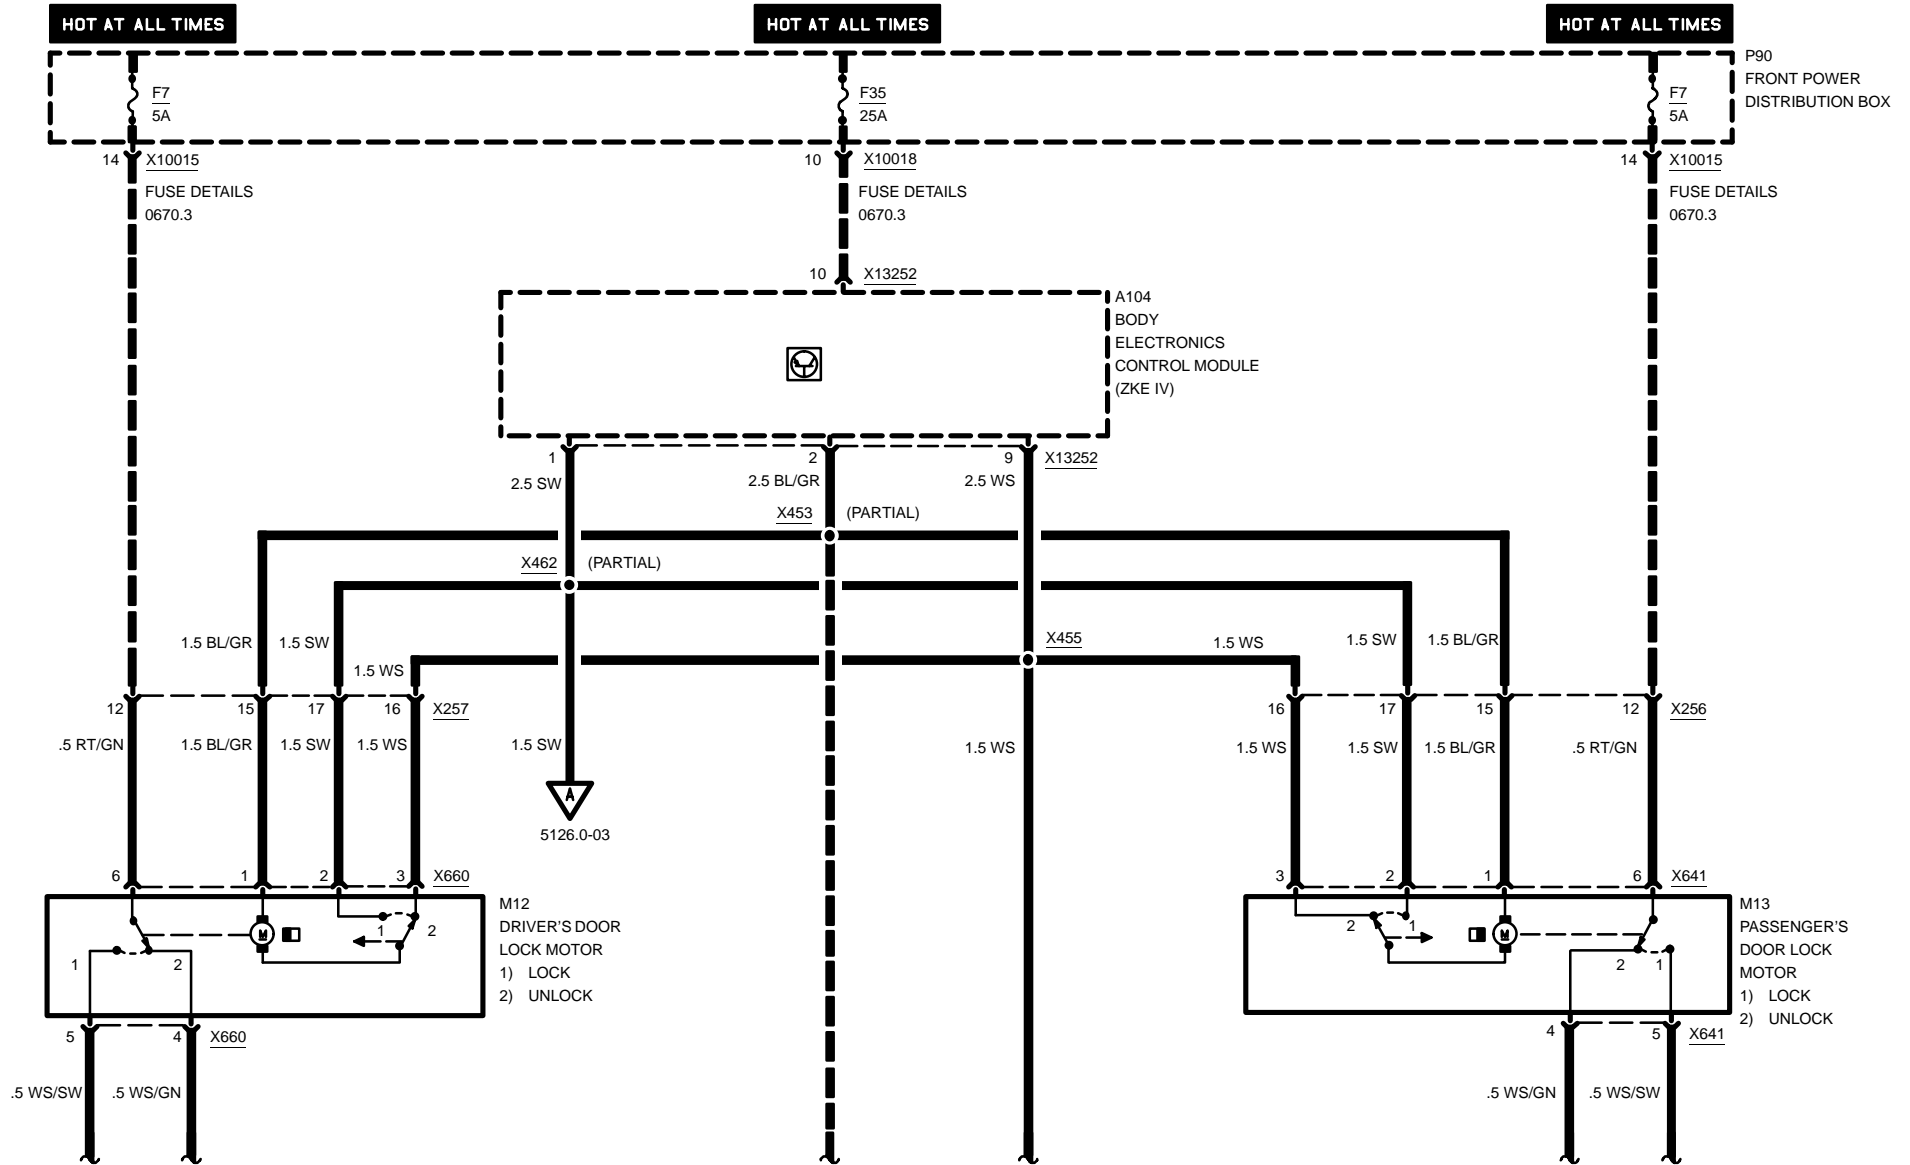 HOT AT ALL TIMES
HOT AT ALL TIMES
HOT AT ALL TIMES
F7
5A
F35
25A
F7
5A
P90
FRONT POWER
DISTRIBUTION BOX
14 X10015
FUSE DETAILS
0670.3
10 X10018
FUSE DETAILS
0670.3
14 X10015
FUSE DETAILS
0670.3
10 X13252
A104
BODY
ELECTRONICS
CONTROL MODULE
(ZKE IV)
1 2 9 X13252
2.5 SW 2.5 BL/GR 2.5 WS
X453 (PARTIAL)
X462 (PARTIAL)
X455
1.5 BL/GR 1.5 SW 1.5 WS
1.5 WS 1.5 SW 1.5 BL/GR
12 15 17 16 X257
16 17 15 12 X256
.5 RT/GN 1.5 BL/GR 1.5 SW 1.5 WS
1.5 SW
1.5 WS
1.5 WS 1.5 SW 1.5 BL/GR .5 RT/GN
A
5126.0-03
6 1 2 3 X660
3 2 1 6 X641
M12
DRIVER'S DOOR
LOCK MOTOR
1) LOCK
2) UNLOCK
1 2 M 1 2
M13
PASSENGER'S
DOOR LOCK
MOTOR
1) LOCK
2) UNLOCK
2 1 M 2 1
5 4 X660
4 5 X641
.5 WS/SW .5 WS/GN
.5 WS/GN .5 WS/SW